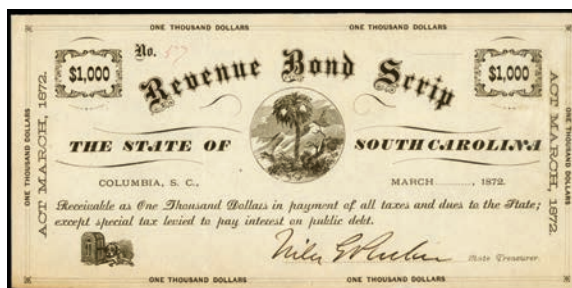 ONE THOUSAND DOLLARS ONE THOUSAND DOLLARS
No. 577
$1,000 $1,000
Revenue Bond Scrip
THE STATE OF SOUTH CAROLINA
COLUMBIA, S. C., MARCH ......, 1872.
Receivable as One Thousand Dollars in payment of all taxes and dues to the State;
except special tax levied to pay interest on public debt.
State Treasurer.
ONE THOUSAND DOLLARS ONE THOUSAND DOLLARS
ONE THOUSAND DOLLARS
ACT MARCH, 1872.
ACT MARCH, 1872.
ONE THOUSAND DOLLARS